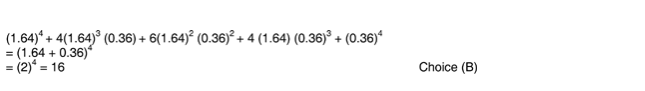 (1.64)⁴ + 4(1.64)³ (0.36) + 6(1.64)² (0.36)² + 4 (1.64) (0.36)³ + (0.36)⁴
= (1.64 + 0.36)⁴
= (2)⁴ = 16 Choice (B)